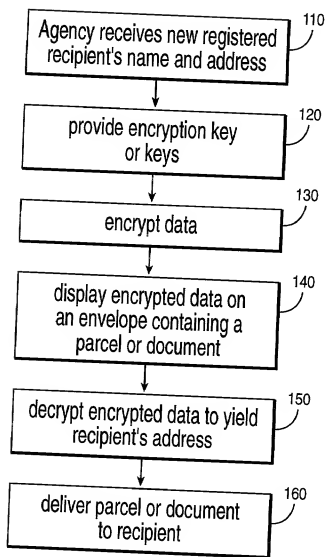 110
Agency receives new registered
recipient's name and address
120
provide encryption key
or keys
130
encrypt data
140
display encrypted data on
an envelope containing a
parcel or document
150
decrypt encrypted data to yield
recipient's address
160
deliver parcel or document
to recipient